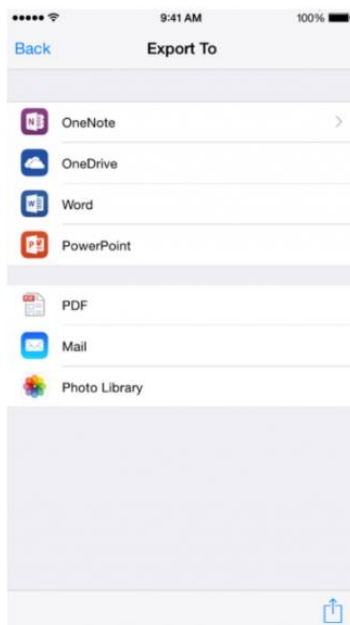 9:41 AM 100%
Back Export To
OneNote
OneDrive
Word
PowerPoint
PDF
Mail
Photo Library